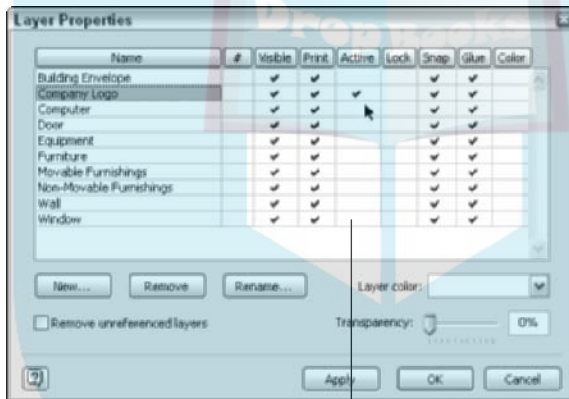 Layer Properties
Name # Visible Print Active Lock Snap Glue Color
Building Envelope
Company Logo
Computer
Door
Equipment
Furniture
Movable Furnishings
Non-Movable Furnishings
Wall
Window
New... Remove Rename... Layer color:
Remove unreferenced layers Transparency: 0%
Apply OK Cancel
DropBooks